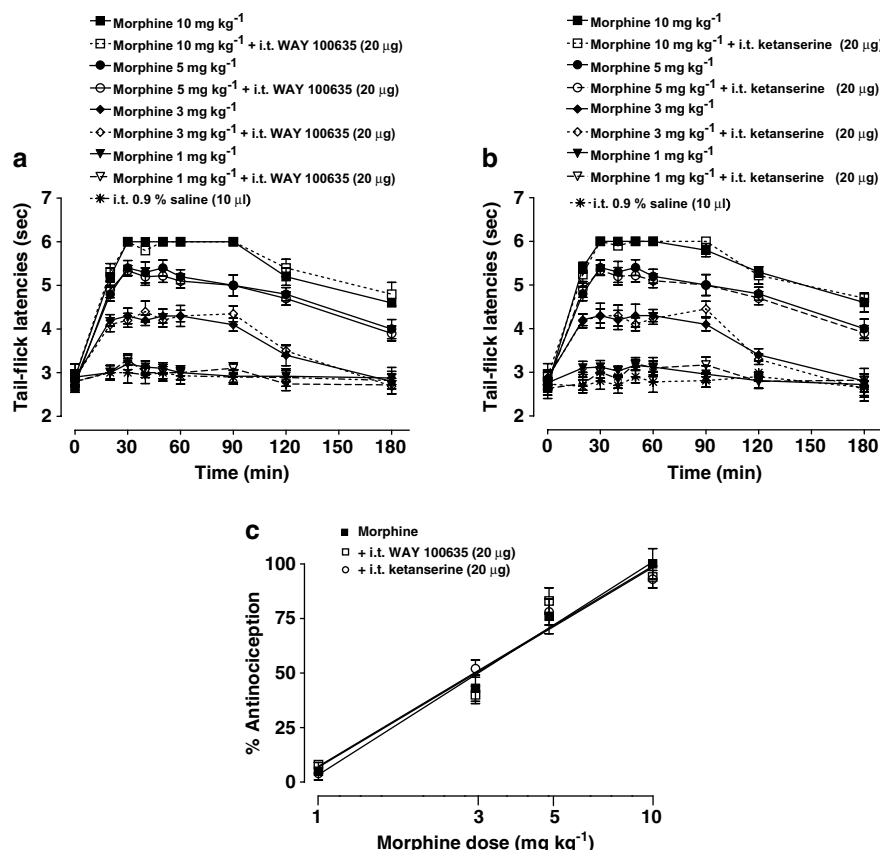 Morphine 10 mg kg⁻¹
Morphine 10 mg kg⁻¹ + i.t. WAY 100635 (20 μg)
Morphine 5 mg kg⁻¹
Morphine 5 mg kg⁻¹ + i.t. WAY 100635 (20 μg)
Morphine 3 mg kg⁻¹
Morphine 3 mg kg⁻¹ + i.t. WAY 100635 (20 μg)
Morphine 1 mg kg⁻¹
Morphine 1 mg kg⁻¹ + i.t. WAY 100635 (20 μg)
i.t. 0.9 % saline (10 μl)
a
Tail-flick latencies (sec)
7
6
5
4
3
2
0 30 60 90 120 150 180
Time (min)
Morphine 10 mg kg⁻¹
Morphine 10 mg kg⁻¹ + i.t. ketanserine (20 μg)
Morphine 5 mg kg⁻¹
Morphine 5 mg kg⁻¹ + i.t. ketanserine (20 μg)
Morphine 3 mg kg⁻¹
Morphine 3 mg kg⁻¹ + i.t. ketanserine (20 μg)
Morphine 1 mg kg⁻¹
Morphine 1 mg kg⁻¹ + i.t. ketanserine (20 μg)
i.t. 0.9 % saline (10 μl)
b
Tail-flick latencies (sec)
7
6
5
4
3
2
0 30 60 90 120 150 180
Time (min)
c
Morphine
+ i.t. WAY 100635 (20 μg)
+ i.t. ketanserine (20 μg)
% Antinociception
100
75
50
25
0
1 3 5 10
Morphine dose (mg kg⁻¹)